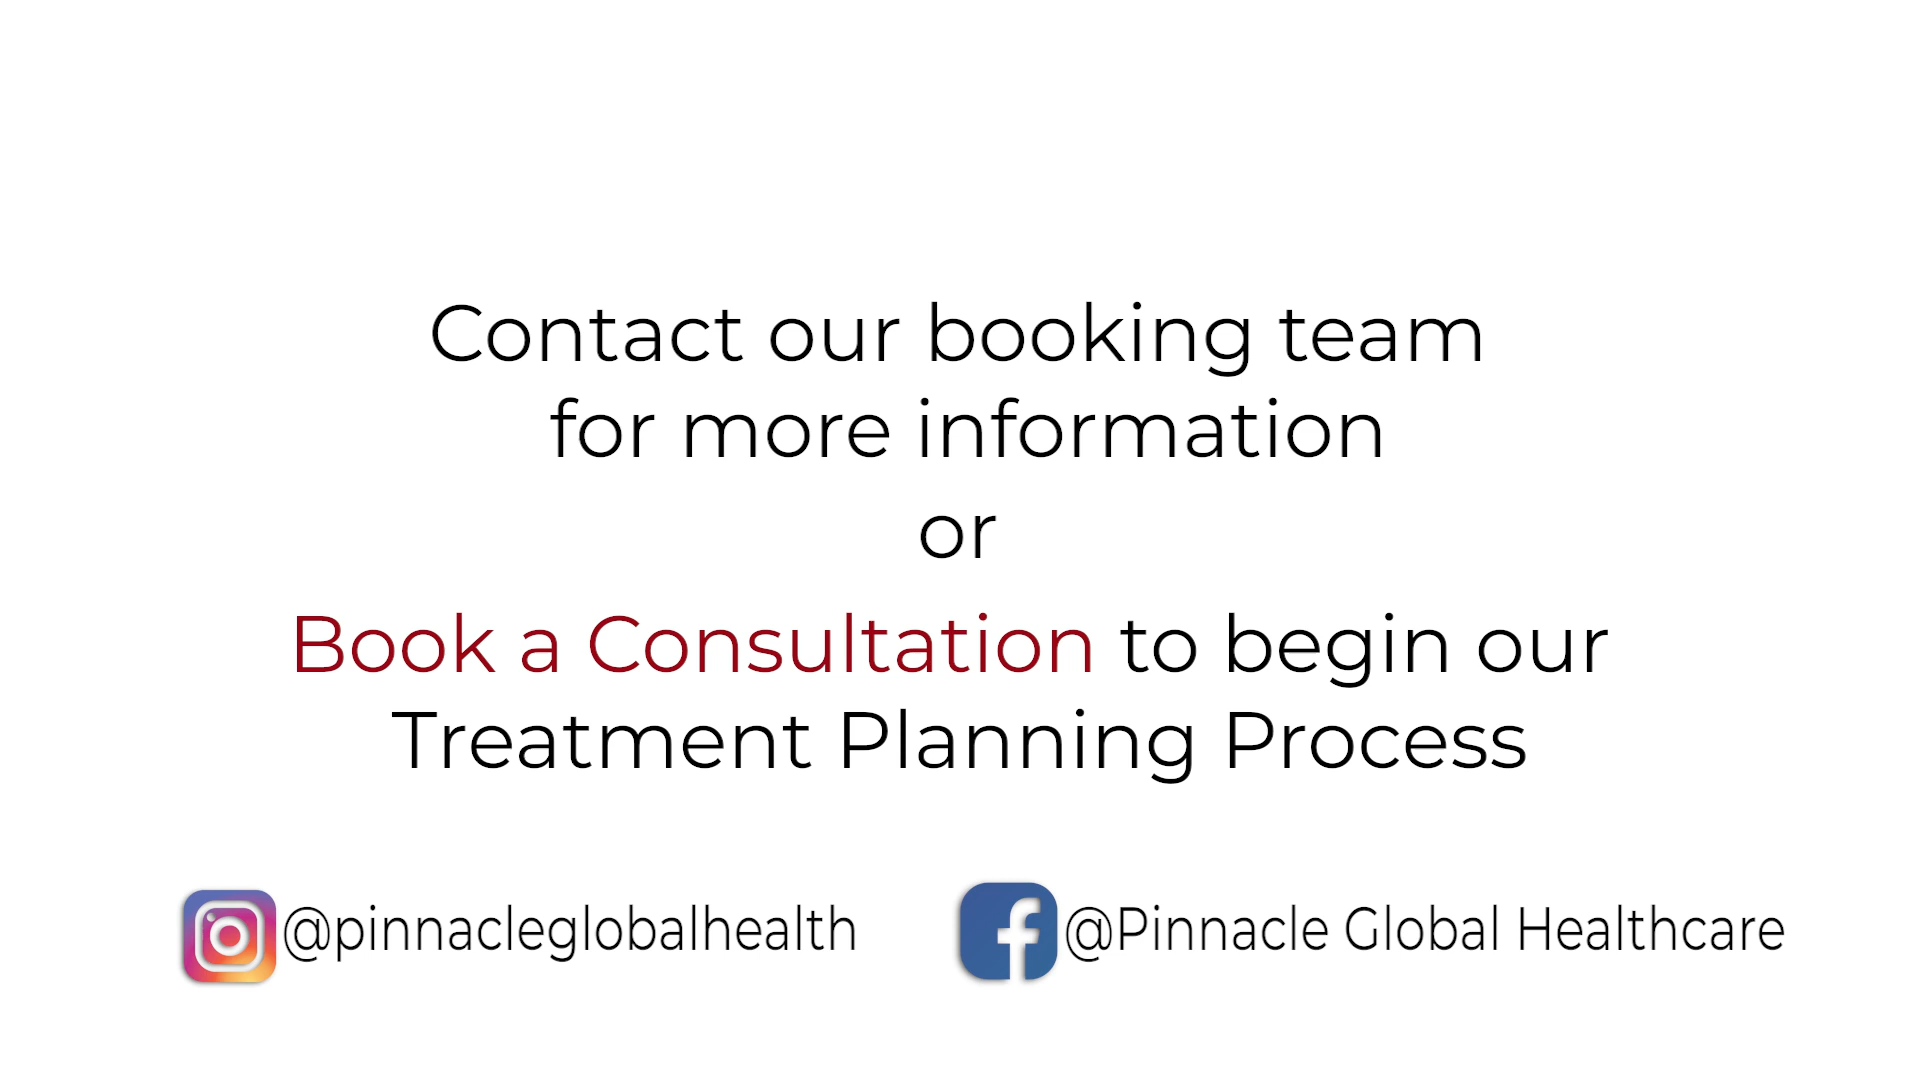 Contact our booking team
for more information
or
Book a Consultation to begin our
Treatment Planning Process
@pinnacleglobalhealth
@Pinnacle Global Healthcare